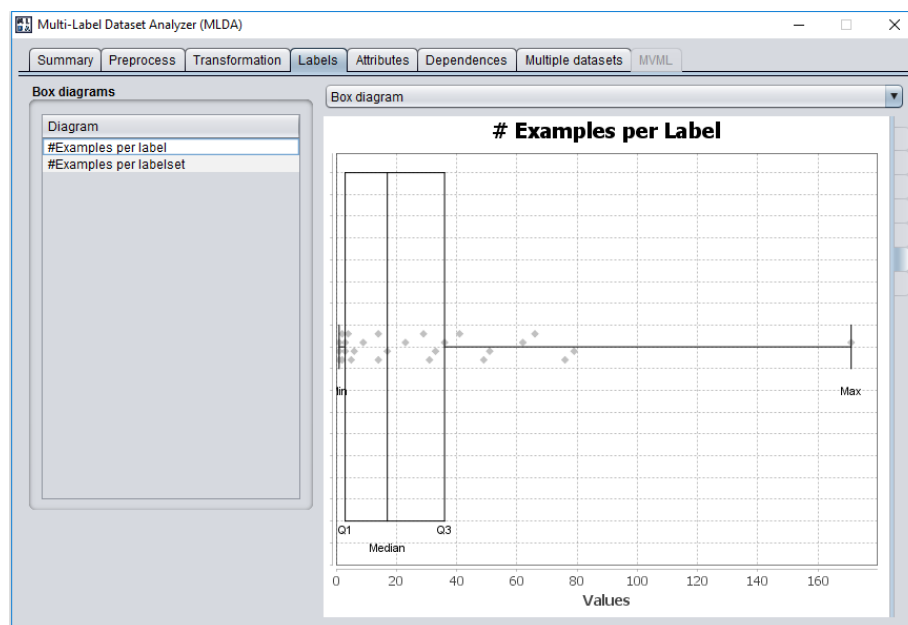 Multi-Label Dataset Analyzer (MLDA)
Summary Preprocess Transformation Labels Attributes Dependences Multiple datasets MVML
Box diagrams
Diagram
#Examples per label
#Examples per labelset
Box diagram
# Examples per Label
Max
Q1 Q3
Median
0 20 40 60 80 100 120 140 160
Values